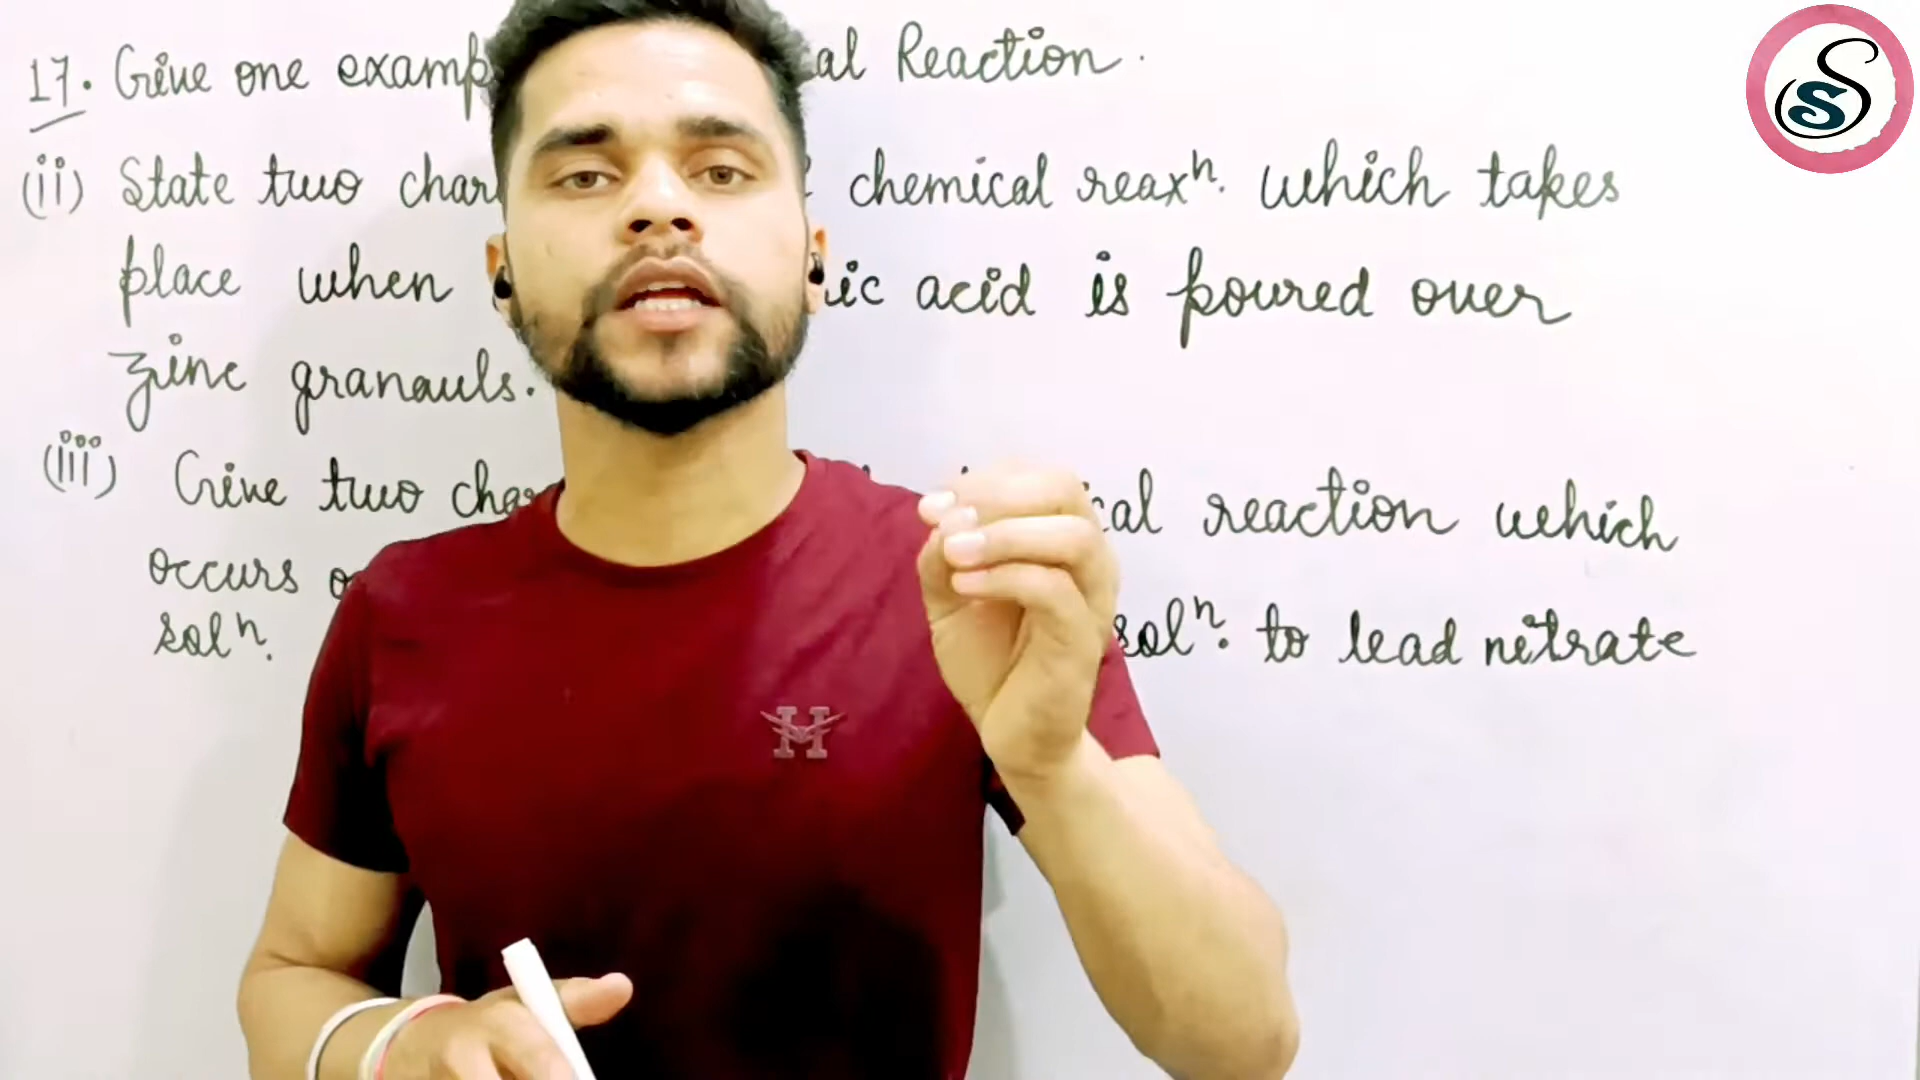 17. Give one examp al Reaction.
(ii) State two char chemical reaxⁿ. which takes
place when ic acid is poured over
zinc granauls.
(iii) Give two cha cal reaction which
occurs solⁿ. to lead nitrate
solⁿ.
H
S S